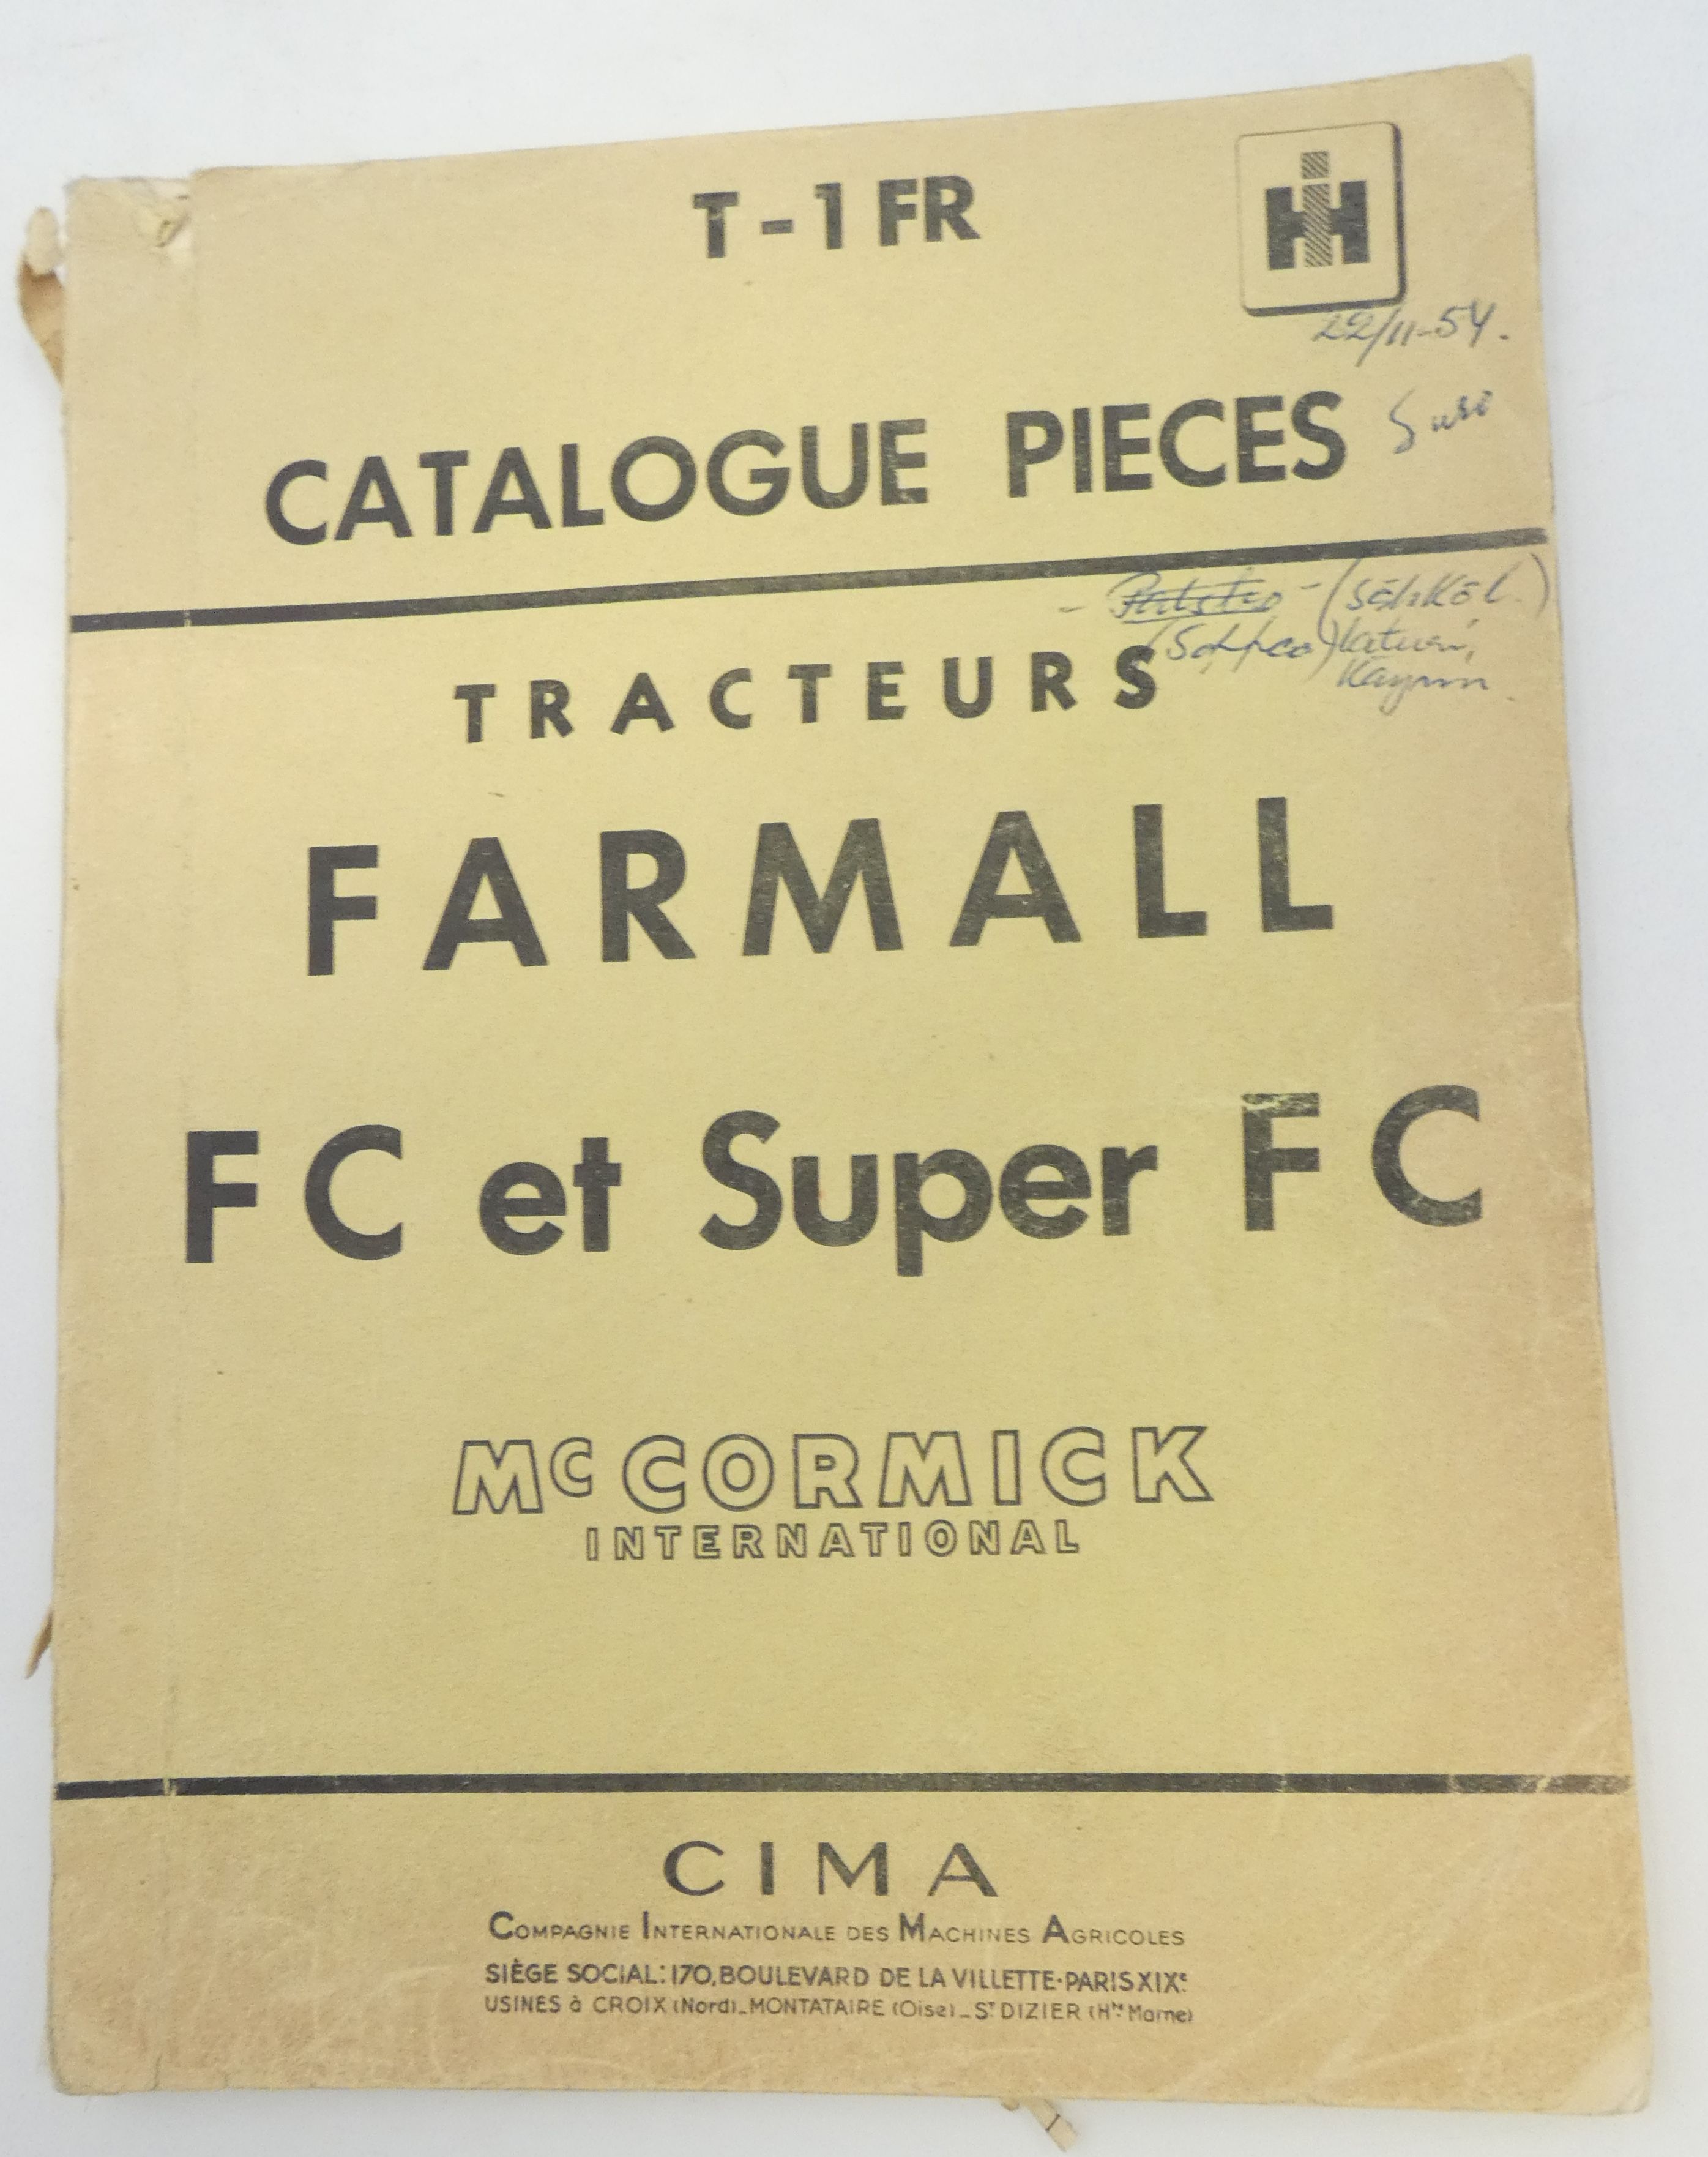 T-1 FR
IH
22/11-54.
CATALOGUE PIECES
TRACTEURS
FARMALL
FC et Super FC
McCORMICK
INTERNATIONAL
CIMA
COMPAGNIE INTERNATIONALE DES MACHINES AGRICOLES
SIÈGE SOCIAL: 170, BOULEVARD DE LA VILLETTE·PARIS XIXe.
USINES à CROIX (Nord)_MONTATAIRE (Oise)_ST DIZIER (Hte Marne)